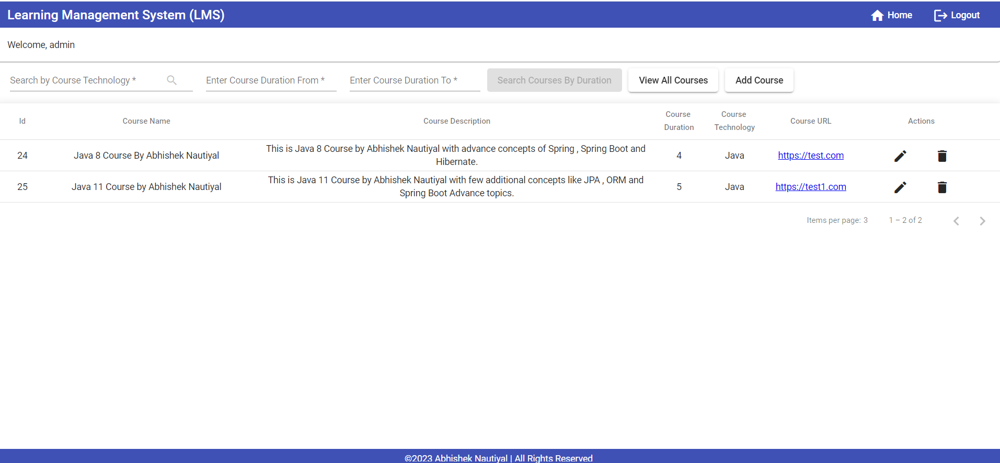 Learning Management System (LMS) Home Logout
Welcome, admin
Search by Course Technology * Enter Course Duration From * Enter Course Duration To * Search Courses By Duration View All Courses Add Course
Id Course Name Course Description Course Duration Course Technology Course URL Actions
24 Java 8 Course By Abhishek Nautiyal This is Java 8 Course by Abhishek Nautiyal with advance concepts of Spring , Spring Boot and
Hibernate. 4 Java https://test.com
25 Java 11 Course by Abhishek Nautiyal This is Java 11 Course by Abhishek Nautiyal with few additional concepts like JPA , ORM and
Spring Boot Advance topics. 5 Java https://test1.com
Items per page: 3 1 – 2 of 2
©2023 Abhishek Nautiyal | All Rights Reserved